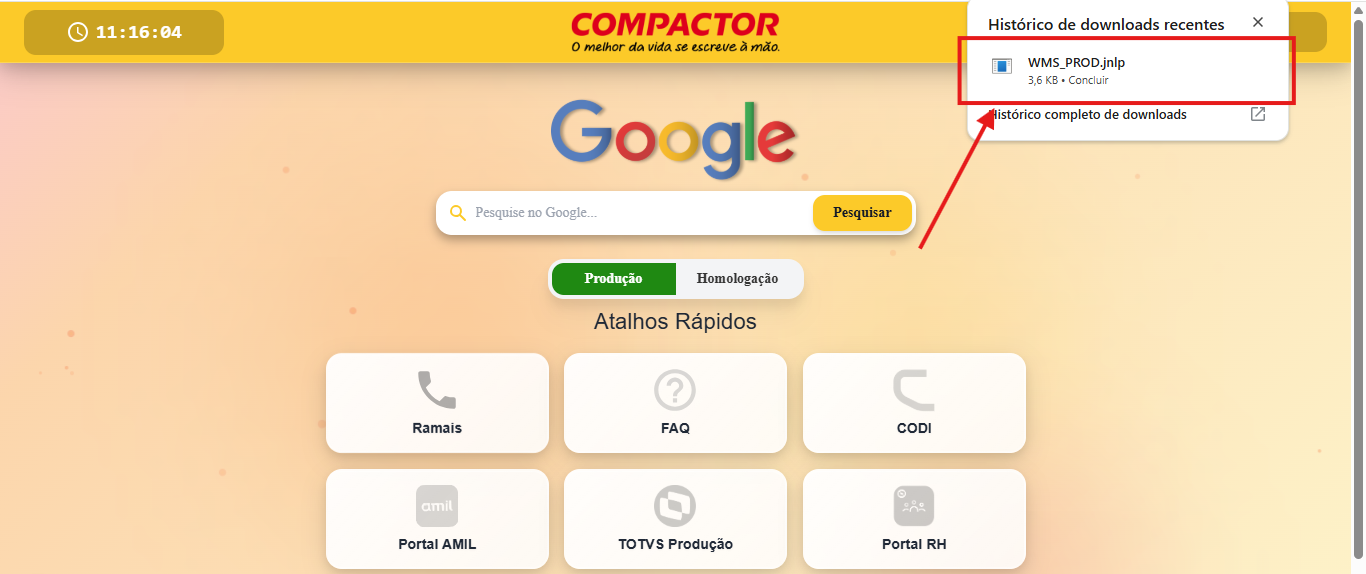 11:16:04
COMPACTOR
O melhor da vida se escreve à mão.
Histórico de downloads recentes
WMS_PROD.jnlp
3,6 KB • Concluir
Histórico completo de downloads
Google
Pesquise no Google...
Pesquisar
Produção
Homologação
Atalhos Rápidos
Ramais
FAQ
CODI
amil
Portal AMIL
TOTVS Produção
Portal RH